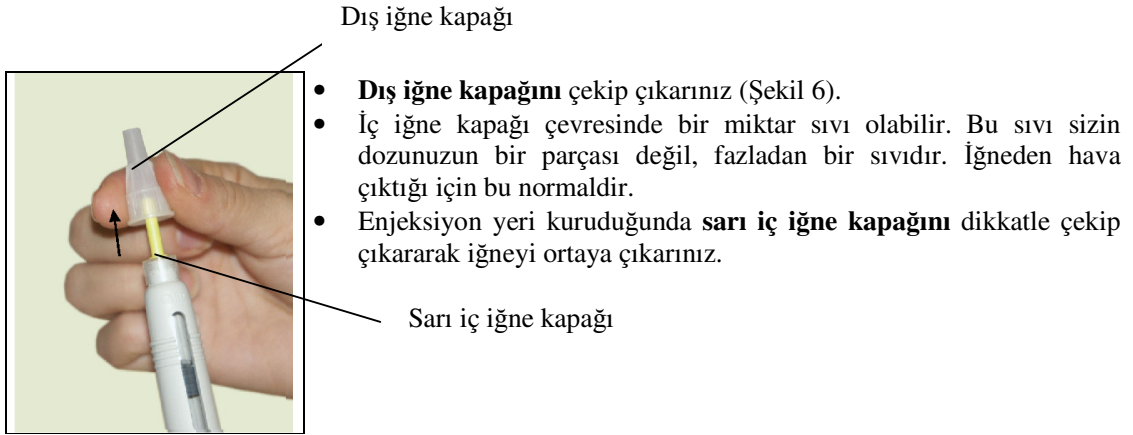 Dış iğne kapağı
• Dış iğne kapağını çekip çıkarınız (Şekil 6).
• İç iğne kapağı çevresinde bir miktar sıvı olabilir. Bu sıvı sizin
dozunuzun bir parçası değil, fazladan bir sıvıdır. İğneden hava
çıktığı için bu normaldir.
• Enjeksiyon yeri kuruduğunda sarı iç iğne kapağını dikkatle çekip
çıkararak iğneyi ortaya çıkarınız.
Sarı iç iğne kapağı